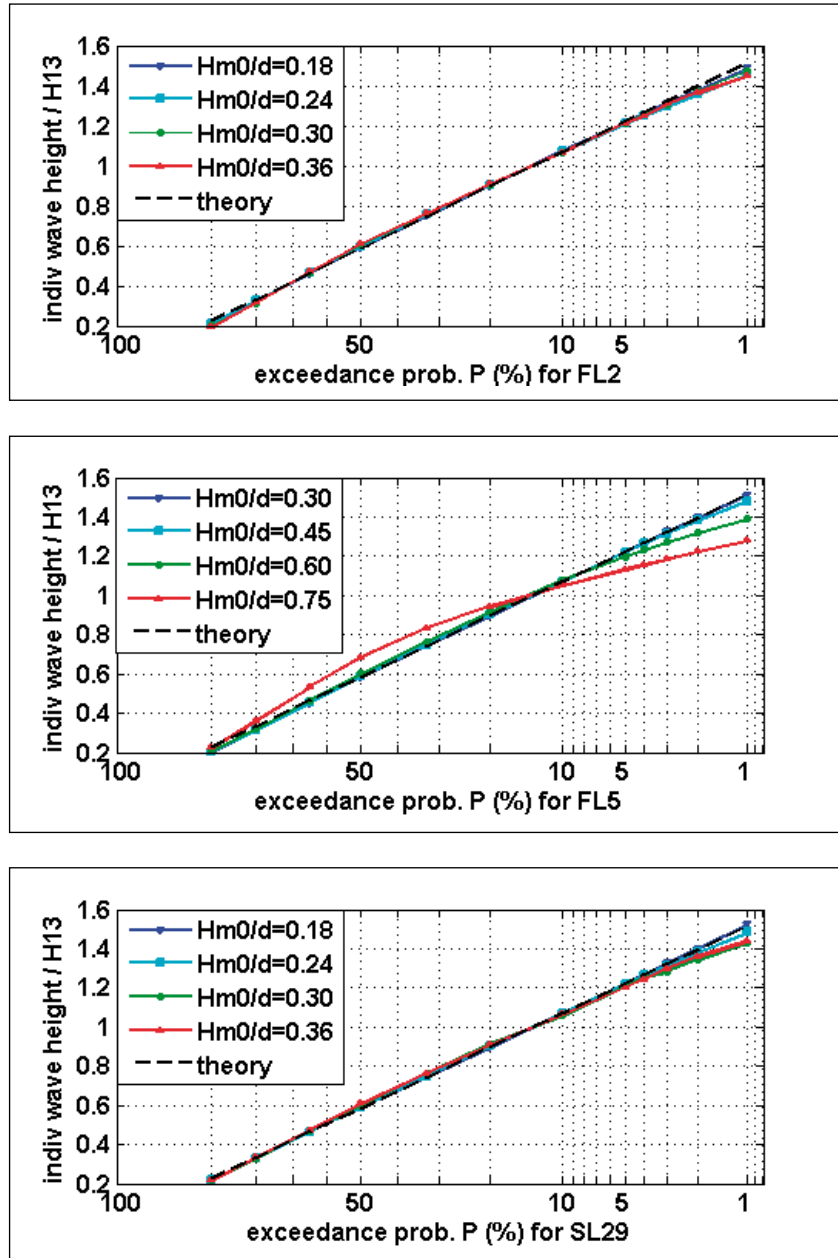 1.6
1.4
1.2
1
0.8
0.6
0.4
0.2
indiv wave height / H13
Hm0/d=0.18
Hm0/d=0.24
Hm0/d=0.30
Hm0/d=0.36
theory
100 50 10 5 1
exceedance prob. P (%) for FL2
1.6
1.4
1.2
1
0.8
0.6
0.4
0.2
indiv wave height / H13
Hm0/d=0.30
Hm0/d=0.45
Hm0/d=0.60
Hm0/d=0.75
theory
100 50 10 5 1
exceedance prob. P (%) for FL5
1.6
1.4
1.2
1
0.8
0.6
0.4
0.2
indiv wave height / H13
Hm0/d=0.18
Hm0/d=0.24
Hm0/d=0.30
Hm0/d=0.36
theory
100 50 10 5 1
exceedance prob. P (%) for SL29